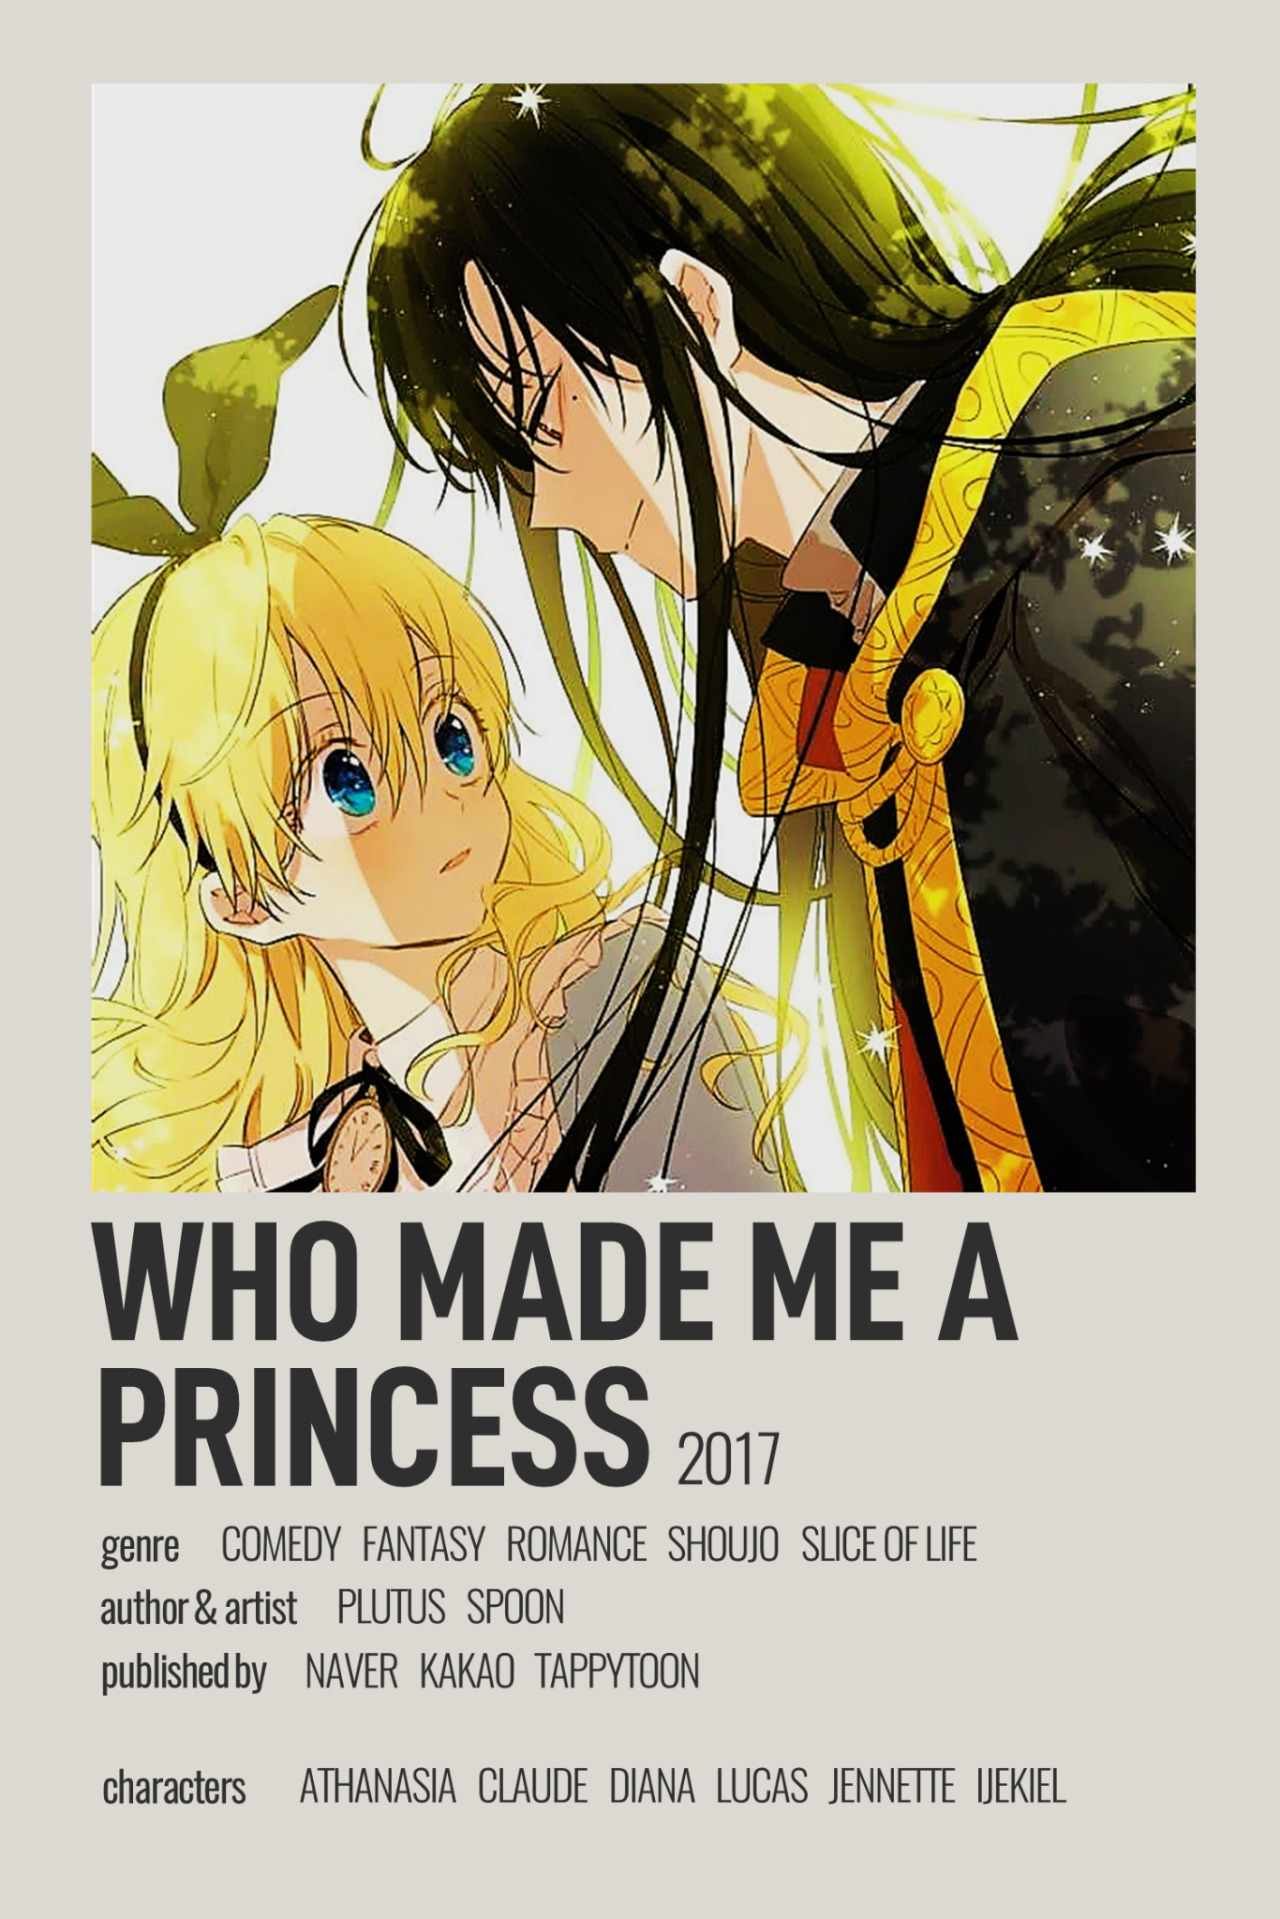 WHO MADE ME A
PRINCESS 2017
genre COMEDY FANTASY ROMANCE SHOUJO SLICE OF LIFE
author & artist PLUTUS SPOON
published by NAVER KAKAO TAPPYTOON
characters ATHANASIA CLAUDE DIANA LUCAS JENNETTE IJEKIEL